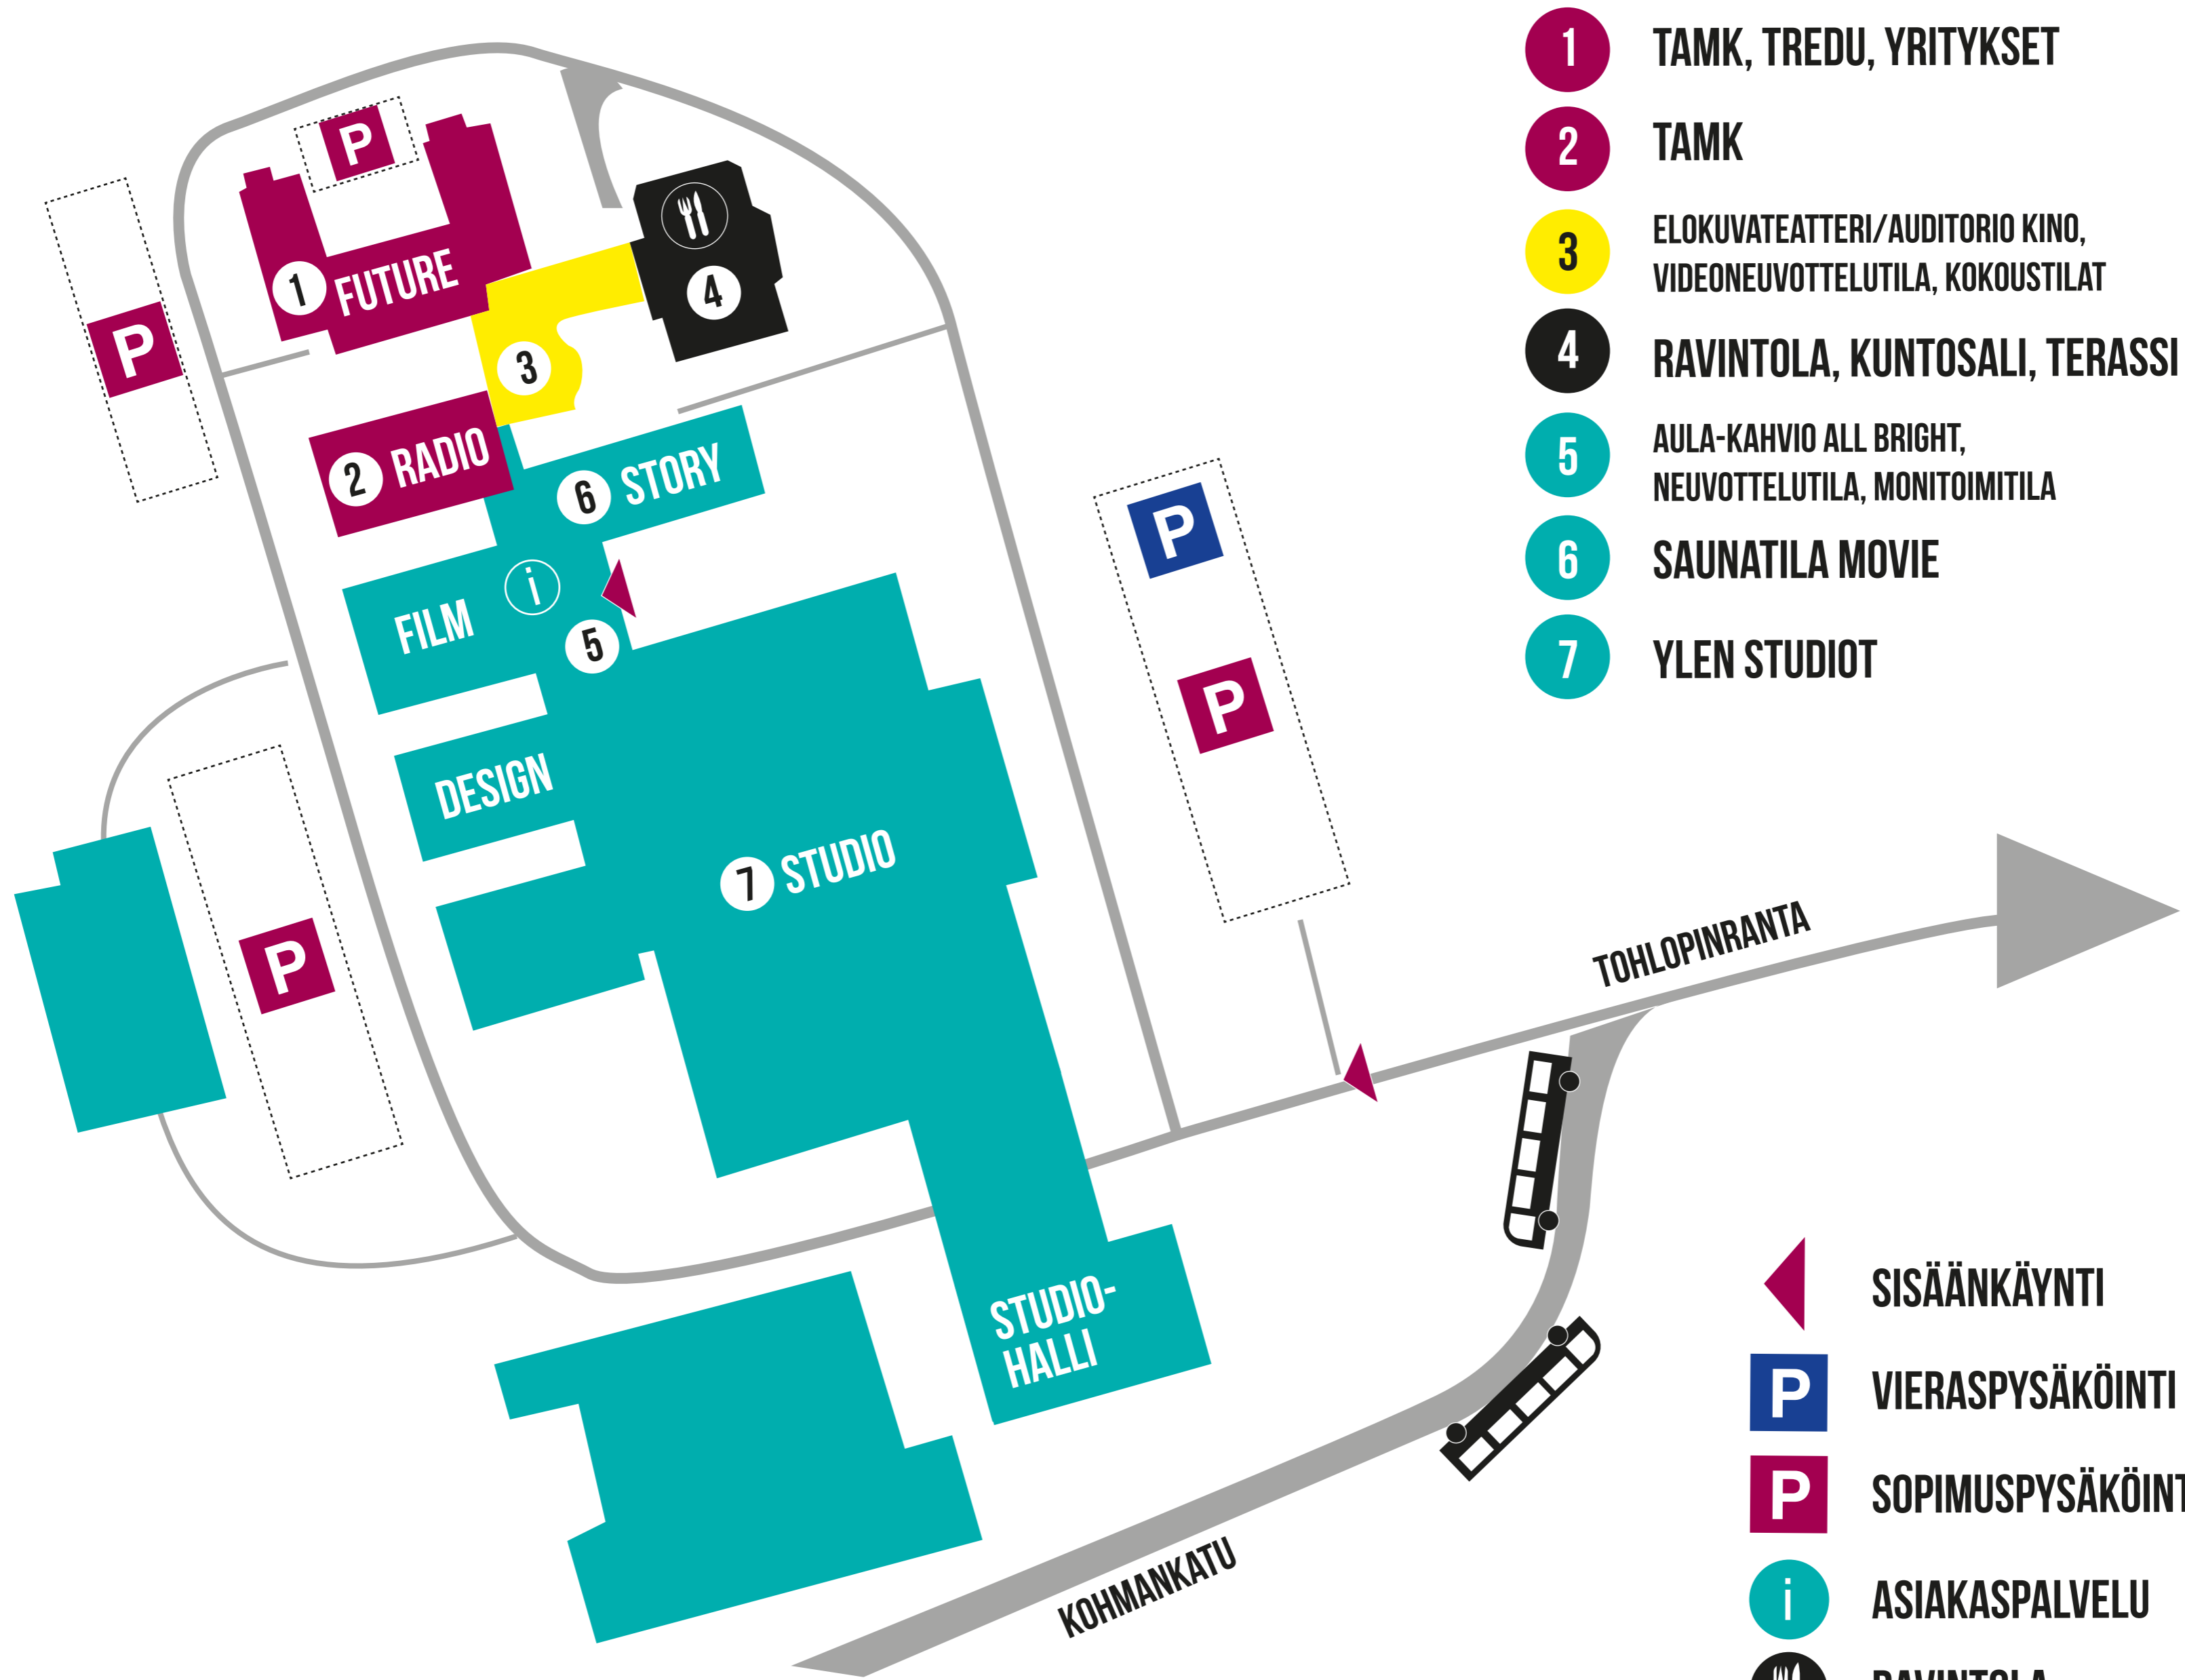 1 TAMK, TREDU, YRITYKSET
2 TAMK
3 ELOKUVATEATTERI/AUDITORIO KINO,
VIDEONEUVOTTELUTILA, KOKOUSTILAT
4 RAVINTOLA, KUNTOSALI, TERASSI
5 AULA-KAHVIO ALL BRIGHT,
NEUVOTTELUTILA, MONITOIMITILA
6 SAUNATILA MOVIE
7 YLEN STUDIOT
P
P
1 FUTURE
4
3
2 RADIO
6 STORY
FILM i
5
DESIGN
7 STUDIO
P
P
P
TOHLOPINRANTA
STUDIO-
HALLI
KOHMANKATU
SISÄÄNKÄYNTI
P VIERASPYSÄKÖINTI
P SOPIMUSPYSÄKÖINT
i ASIAKASPALVELU